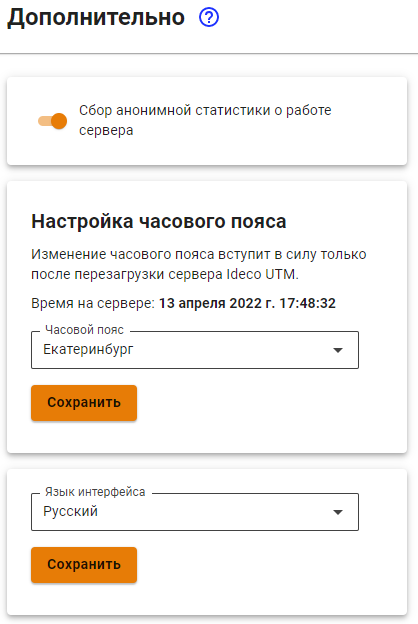 Дополнительно ?
Сбор анонимной статистики о работе
сервера
Настройка часового пояса
Изменение часового пояса вступит в силу только
после перезагрузки сервера Ideco UTM.
Время на сервере: 13 апреля 2022 г. 17:48:32
Часовой пояс
Екатеринбург
Сохранить
Язык интерфейса
Русский
Сохранить